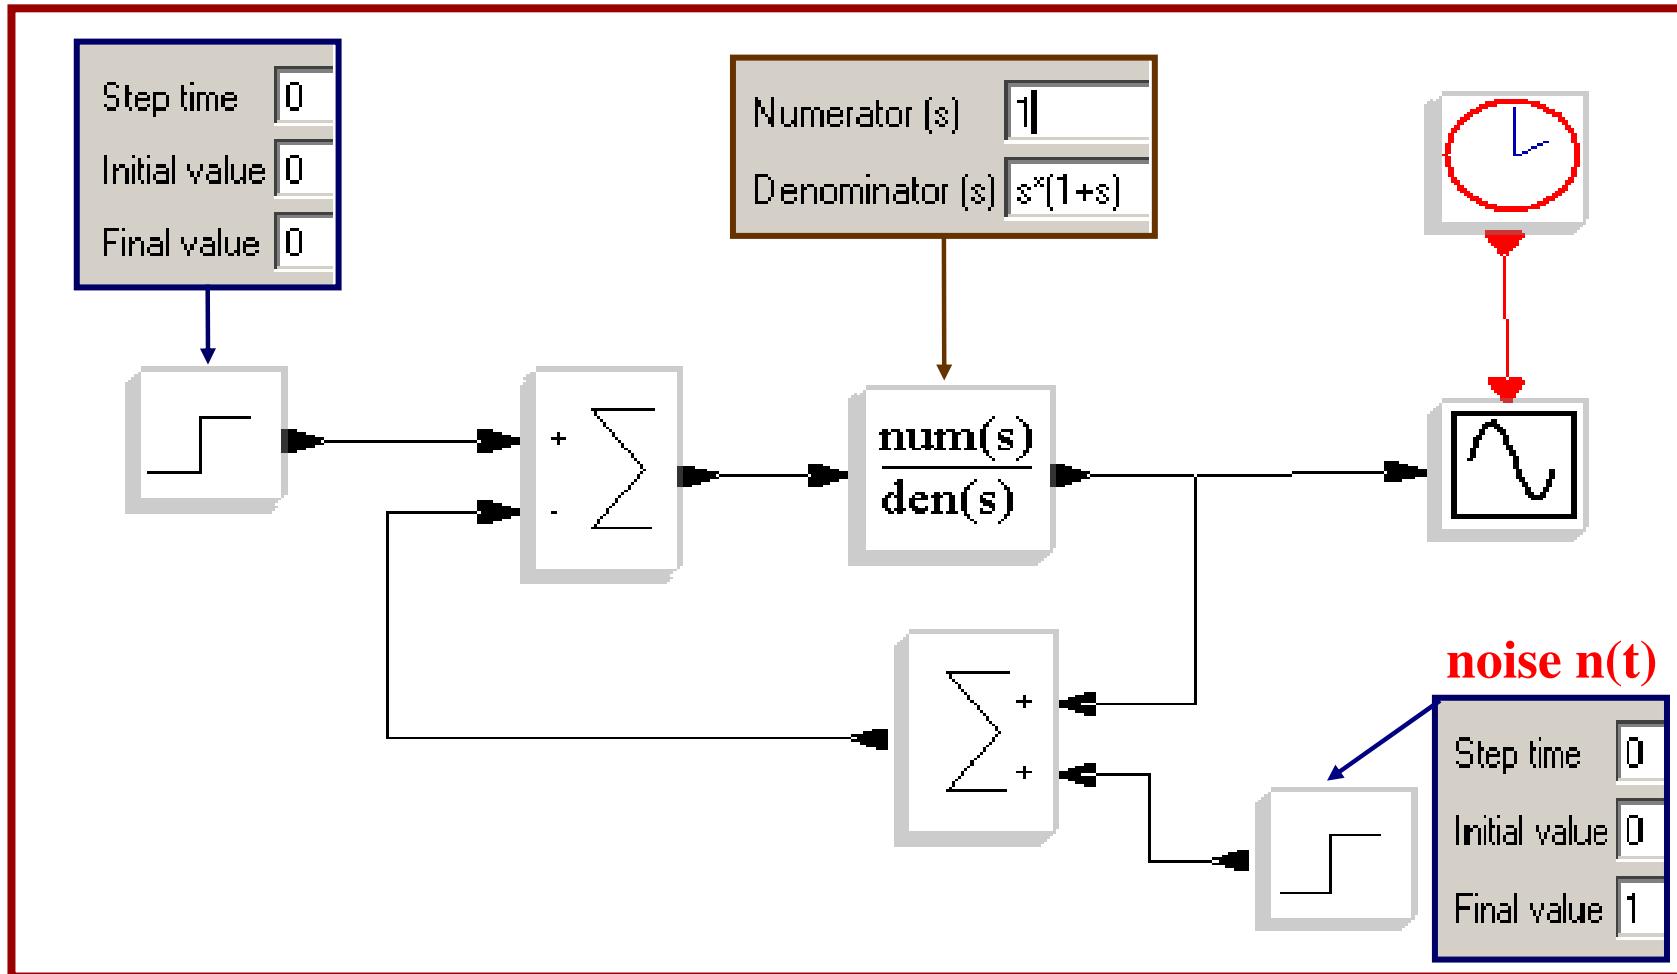 Step time 0
Initial value 0
Final value 0
Numerator (s) 1
Denominator (s) s*(1+s)
+
-
num(s)
den(s)
+
+
noise n(t)
Step time 0
Initial value 0
Final value 1